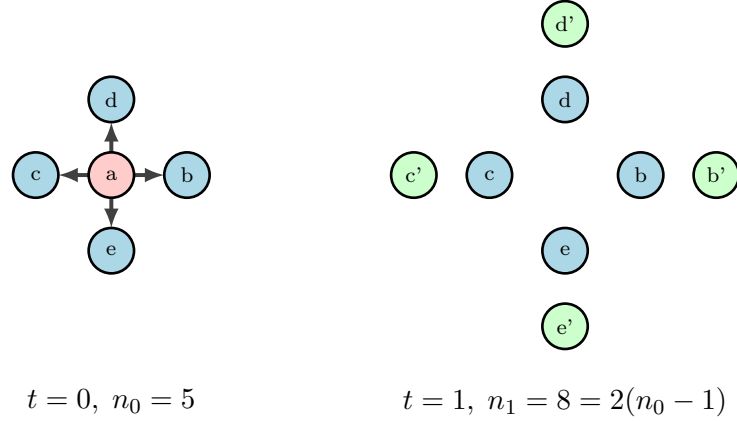 d'
d
d
c
a
b
c'
c
b
b'
e
e
e'
t = 0, n₀ = 5
t = 1, n₁ = 8 = 2(n₀ − 1)